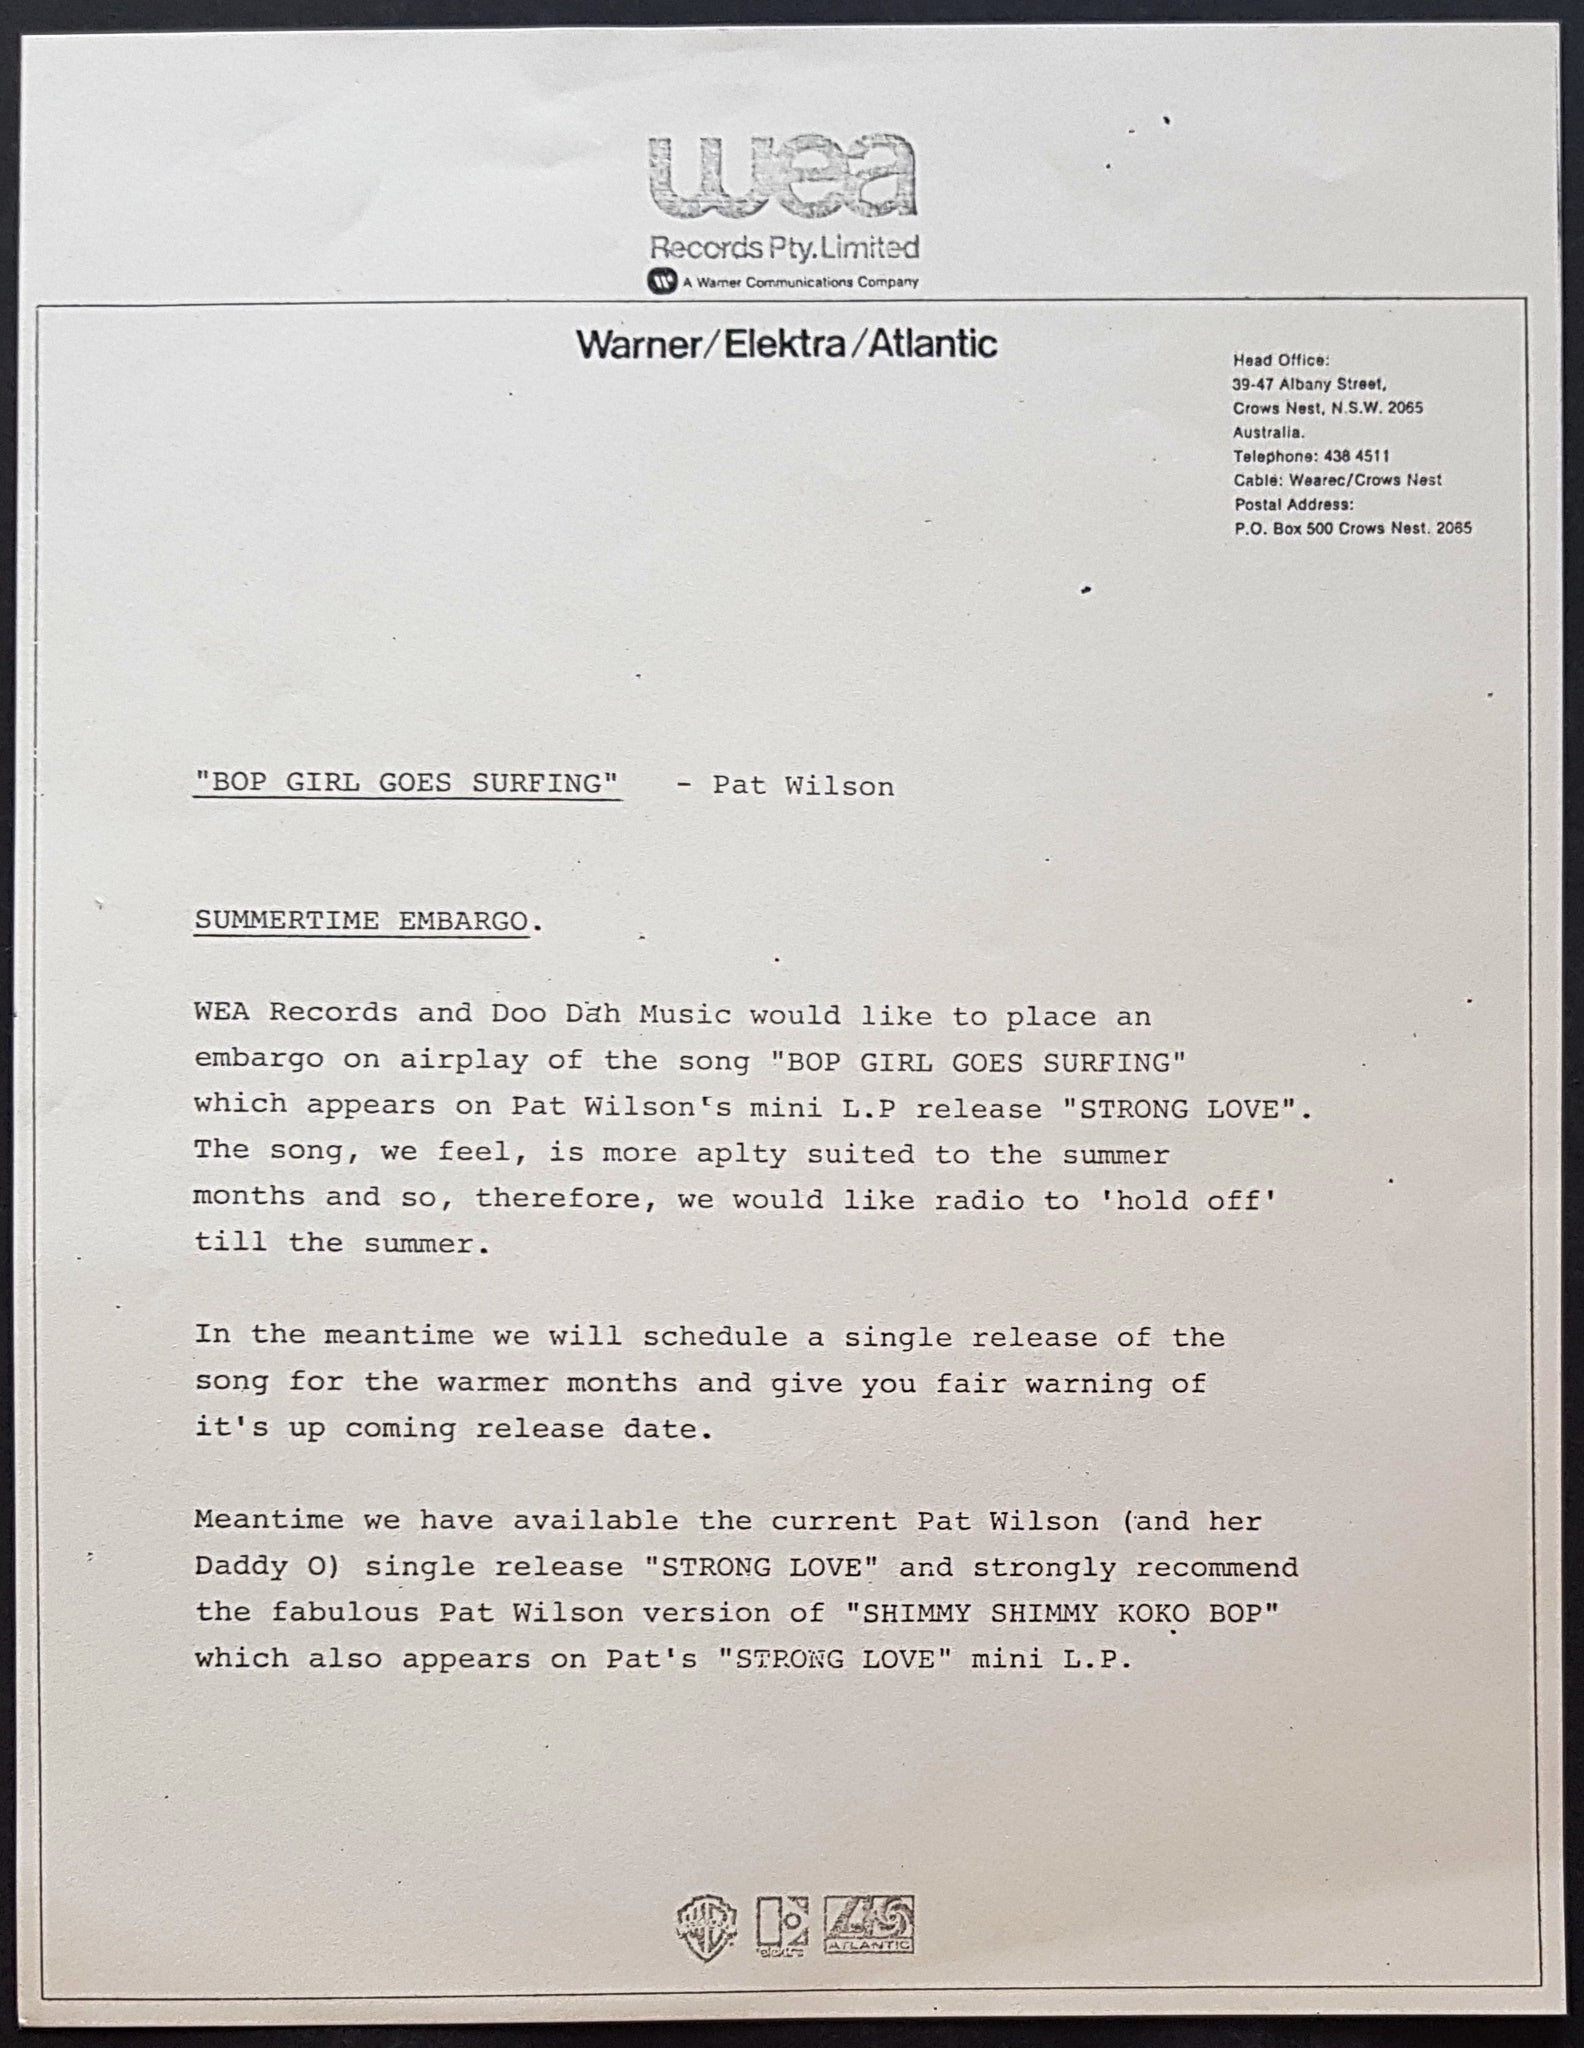 wea
Records Pty. Limited
A Warner Communications Company
Warner/Elektra/Atlantic
Head Office:
39-47 Albany Street,
Crows Nest, N.S.W. 2065
Australia.
Telephone: 438 4511
Cable: Wearec/Crows Nest
Postal Address:
P.O. Box 500 Crows Nest. 2065
"BOP GIRL GOES SURFING" - Pat Wilson
SUMMERTIME EMBARGO.
WEA Records and Doo Dah Music would like to place an
embargo on airplay of the song "BOP GIRL GOES SURFING"
which appears on Pat Wilson's mini L.P release "STRONG LOVE".
The song, we feel, is more aplty suited to the summer
months and so, therefore, we would like radio to 'hold off'
till the summer.
In the meantime we will schedule a single release of the
song for the warmer months and give you fair warning of
it's up coming release date.
Meantime we have available the current Pat Wilson (and her
Daddy O) single release "STRONG LOVE" and strongly recommend
the fabulous Pat Wilson version of "SHIMMY SHIMMY KOKO BOP"
which also appears on Pat's "STRONG LOVE" mini L.P.
elektra
ATLANTIC